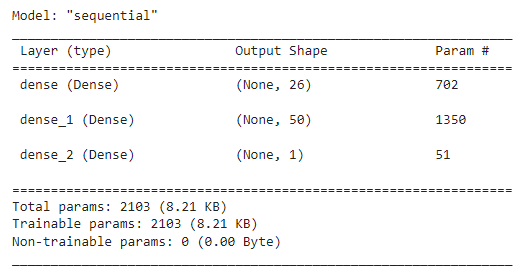 Model: "sequential"
_________________________________________________________________
Layer (type) Output Shape Param #
=================================================================
dense (Dense) (None, 26) 702
dense_1 (Dense) (None, 50) 1350
dense_2 (Dense) (None, 1) 51
=================================================================
Total params: 2103 (8.21 KB)
Trainable params: 2103 (8.21 KB)
Non-trainable params: 0 (0.00 Byte)
_________________________________________________________________